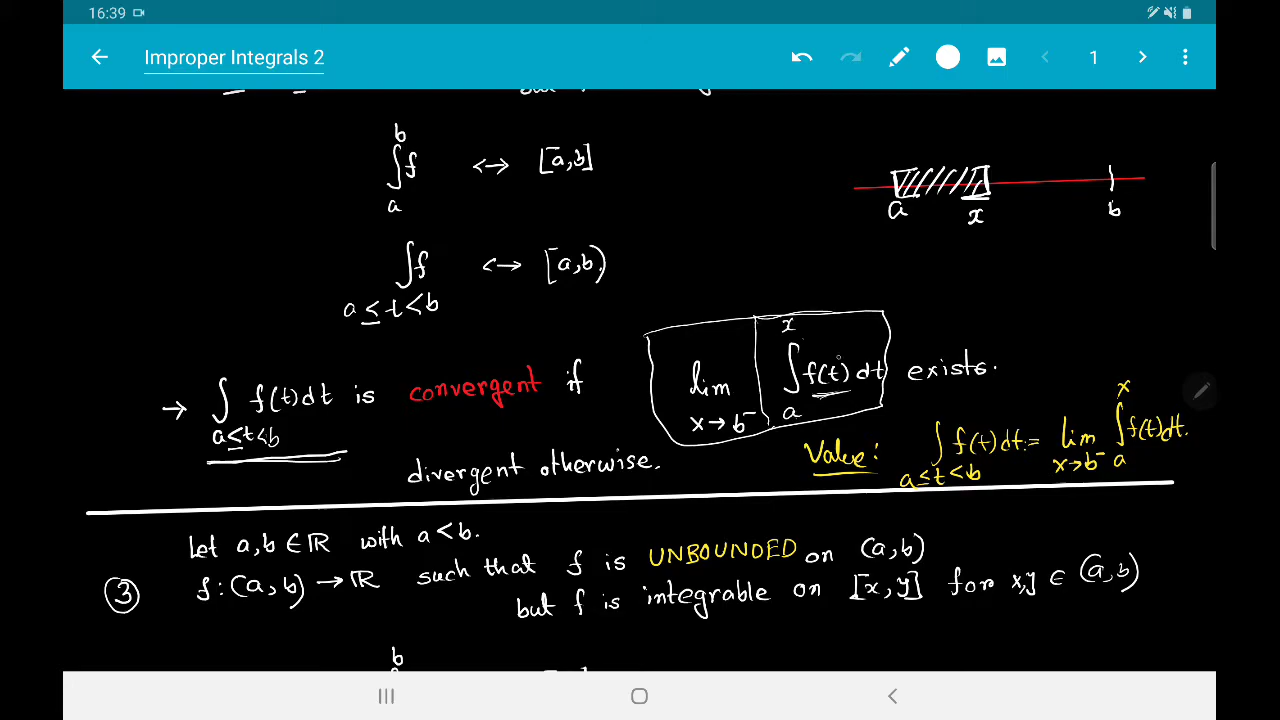 16:39
Improper Integrals 2
1
b
∫f ↔ [a,b]
a
a x b
∫f ↔ [a,b)
a ≤ t < b
→ ∫ f(t)dt is convergent if lim ∫ f(t) dt exists.
a≤t<b x→b⁻ a x
divergent otherwise.
Value: ∫ f(t)dt = lim ∫ f(t)dt.
a ≤ t < b x→b⁻ a x
Let a,b ∈ ℝ with a < b.
③ f:(a,b) → ℝ such that f is UNBOUNDED on (a,b)
but f is integrable on [x,y] for x,y ∈ (a,b)
b